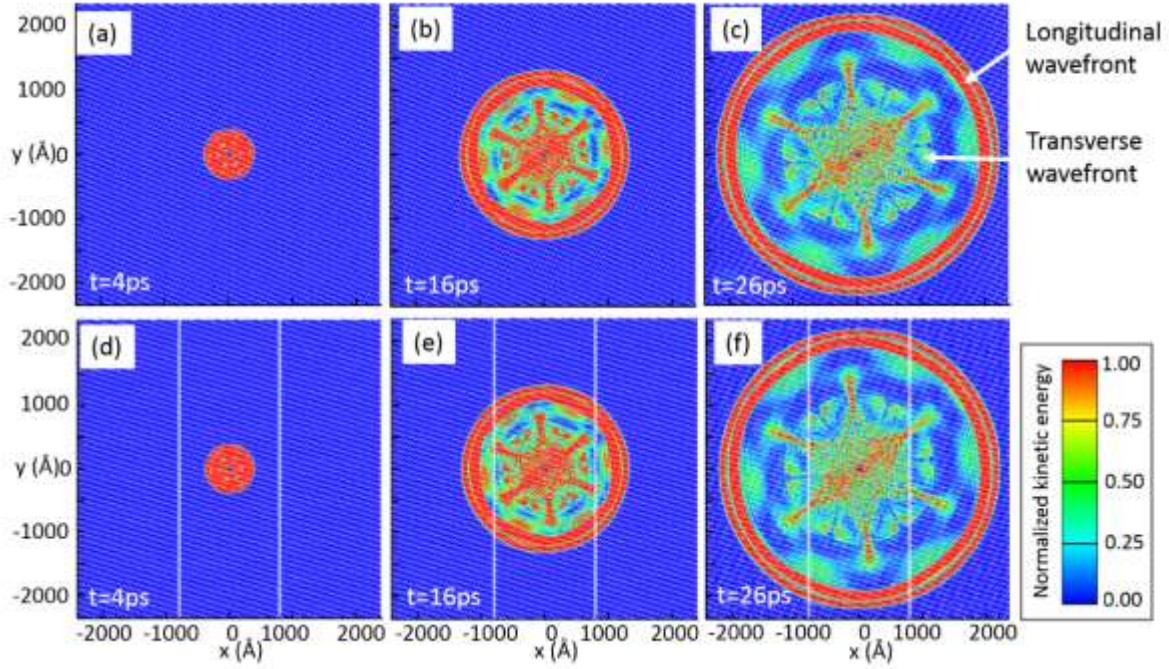 (a)
(b)
(c)
Longitudinal
wavefront
Transverse
wavefront
2000
1000
y (Å)0
-1000
-2000
t=4ps
t=16ps
t=26ps
(d)
(e)
(f)
2000
1000
y (Å)0
-1000
-2000
t=4ps
t=16ps
t=26ps
Normalized kinetic energy
1.00
0.75
0.50
0.25
0.00
-2000 -1000 0 1000 2000
-2000 -1000 0 1000 2000
-2000 -1000 0 1000 2000
x (Å)
x (Å)
x (Å)